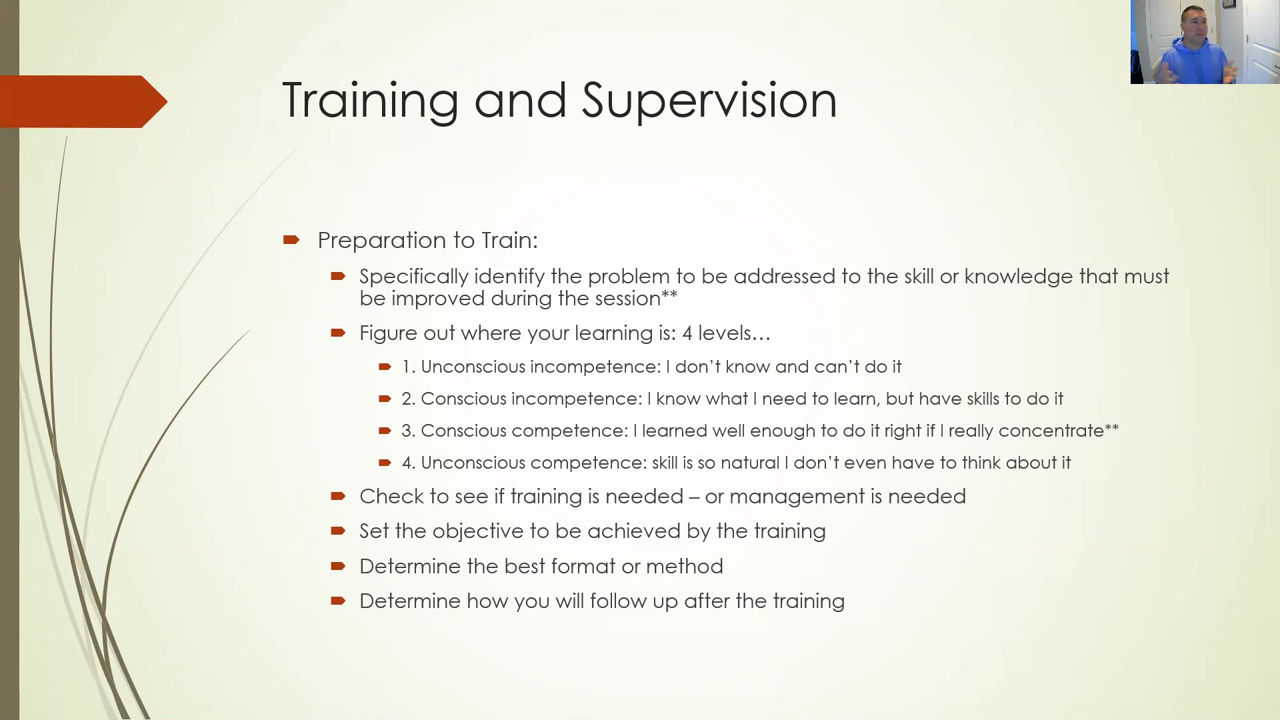 Training and Supervision
Preparation to Train:
Specifically identify the problem to be addressed to the skill or knowledge that must
be improved during the session**
Figure out where your learning is: 4 levels…
1. Unconscious incompetence: I don’t know and can’t do it
2. Conscious incompetence: I know what I need to learn, but have skills to do it
3. Conscious competence: I learned well enough to do it right if I really concentrate**
4. Unconscious competence: skill is so natural I don’t even have to think about it
Check to see if training is needed – or management is needed
Set the objective to be achieved by the training
Determine the best format or method
Determine how you will follow up after the training